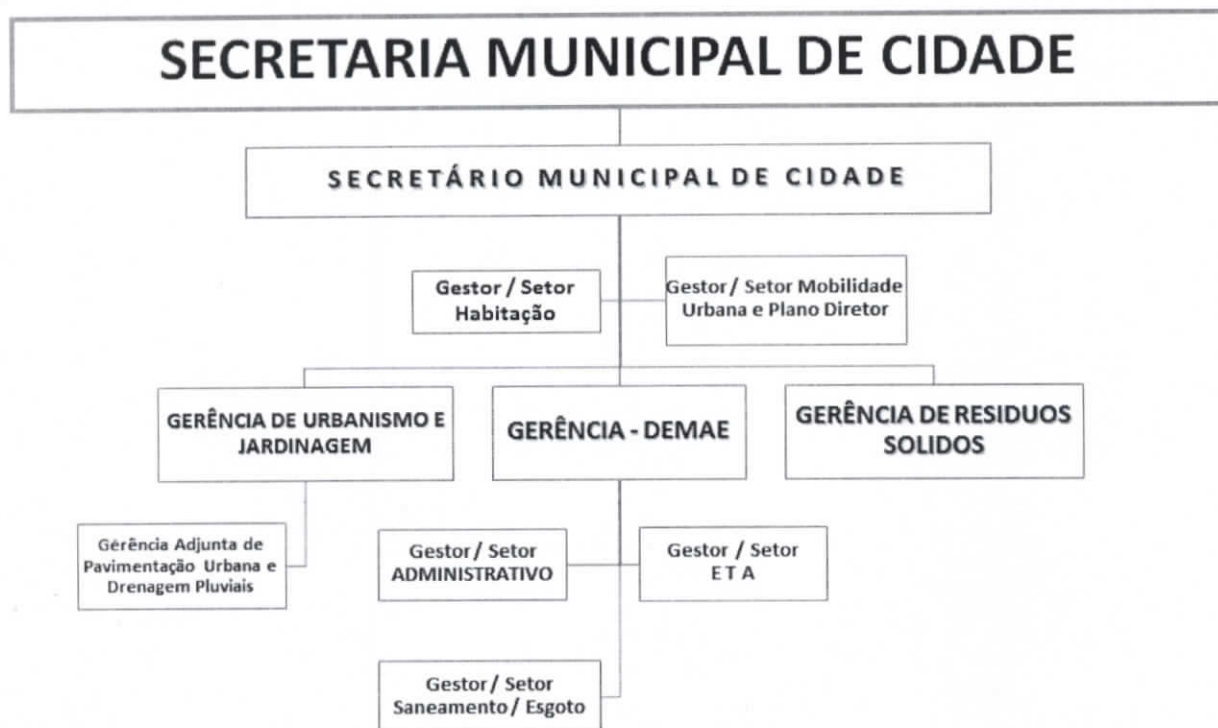 SECRETARIA MUNICIPAL DE CIDADE
SECRETÁRIO MUNICIPAL DE CIDADE
Gestor / Setor
Habitação
Gestor / Setor Mobilidade
Urbana e Plano Diretor
GERÊNCIA DE URBANISMO E
JARDINAGEM
GERÊNCIA - DEMAE
GERÊNCIA DE RESIDUOS
SOLIDOS
Gerência Adjunta de
Pavimentação Urbana e
Drenagem Pluviais
Gestor / Setor
ADMINISTRATIVO
Gestor / Setor
E T A
Gestor / Setor
Saneamento / Esgoto